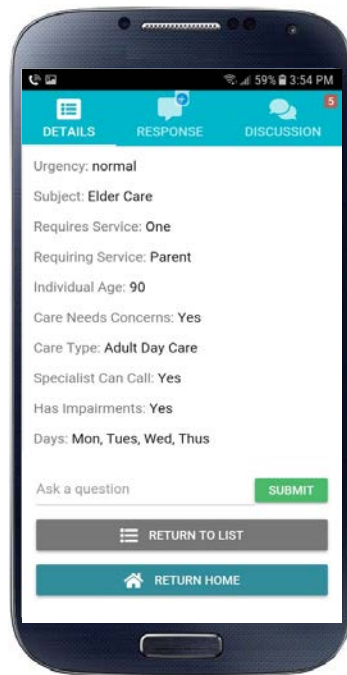 59% 3:54 PM
5
DETAILS RESPONSE DISCUSSION
Urgency: normal
Subject: Elder Care
Requires Service: One
Requiring Service: Parent
Individual Age: 90
Care Needs Concerns: Yes
Care Type: Adult Day Care
Specialist Can Call: Yes
Has Impairments: Yes
Days: Mon, Tues, Wed, Thus
Ask a question SUBMIT
RETURN TO LIST
RETURN HOME